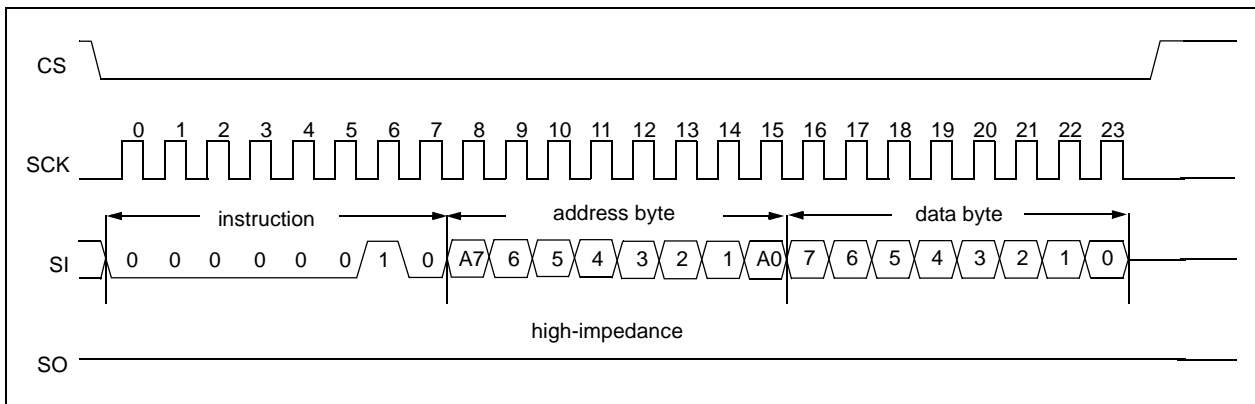 CS
0 1 2 3 4 5 6 7 8 9 10 11 12 13 14 15 16 17 18 19 20 21 22 23
SCK
instruction address byte data byte
SI 0 0 0 0 0 0 1 0 A7 6 5 4 3 2 1 A0 7 6 5 4 3 2 1 0
high-impedance
SO